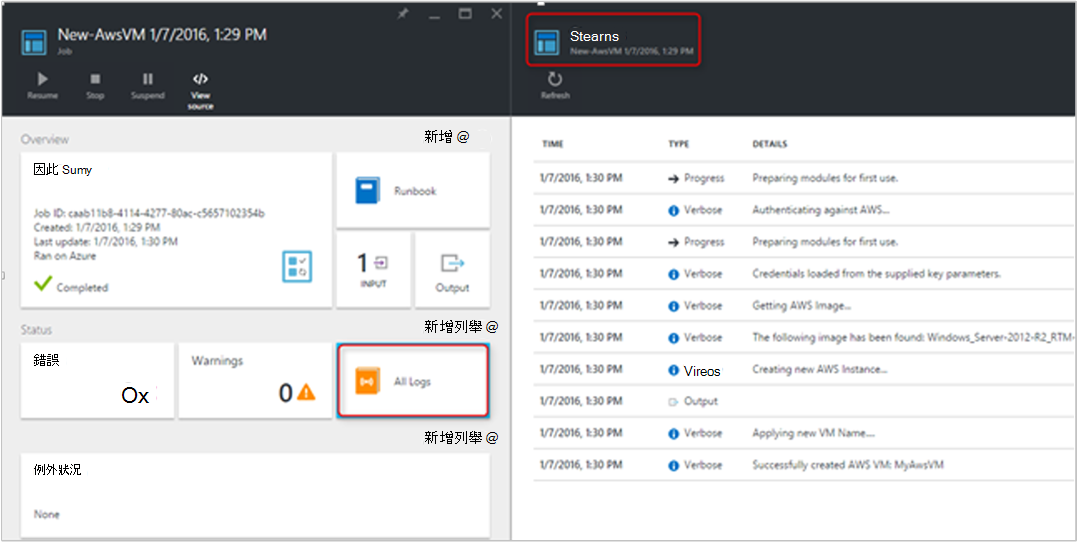 New-AwsVM 1/7/2016, 1:29 PM
Job
Resume
Stop
Suspend
View source
Overview
新增 @
因此 Sumy
Job ID: caab11b8-4114-4277-80ac-c5657102354b
Created: 1/7/2016, 1:29 PM
Last update: 1/7/2016, 1:30 PM
Ran on Azure
Completed
Runbook
1
INPUT
Output
Status
新增列舉 @
錯誤
Ox
Warnings
0
All Logs
新增列舉 @
例外狀況
None
Stearns
New-AwsVM 1/7/2016, 1:29 PM
Refresh
TIME TYPE DETAILS
1/7/2016, 1:30 PM Progress Preparing modules for first use.
1/7/2016, 1:30 PM Verbose Authenticating against AWS...
1/7/2016, 1:30 PM Progress Preparing modules for first use.
1/7/2016, 1:30 PM Verbose Credentials loaded from the supplied key parameters.
1/7/2016, 1:30 PM Verbose Getting AWS Image...
1/7/2016, 1:30 PM Verbose The following image has been found: Windows_Server-2012-R2_RTM-
1/7/2016, 1:30 PM Vireos Creating new AWS Instance...
1/7/2016, 1:30 PM Output
1/7/2016, 1:30 PM Verbose Applying new VM Name....
1/7/2016, 1:30 PM Verbose Successfully created AWS VM: MyAwsVM